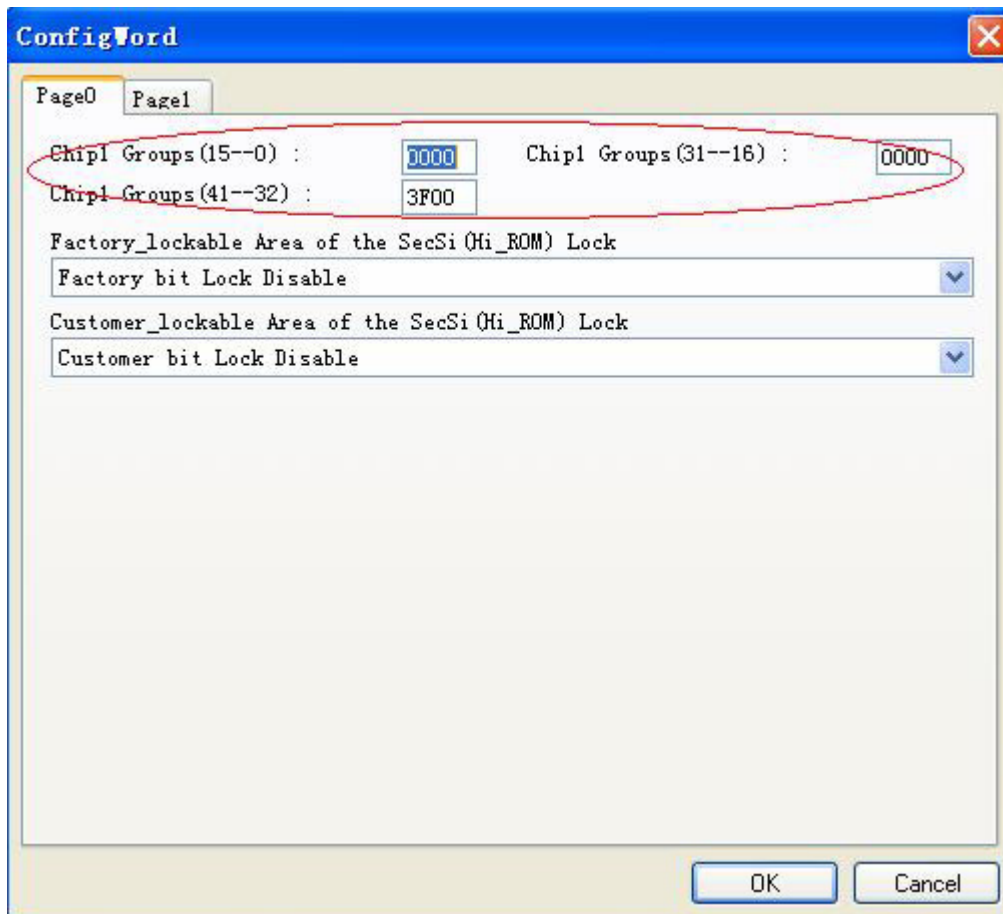 ConfigWord
Page0 Page1
Chip1 Groups(15--0) : 0000 Chip1 Groups(31--16) : 0000
Chip1 Groups(41--32) : 3F00
Factory_lockable Area of the SecSi(Hi_ROM) Lock
Factory bit Lock Disable
Customer_lockable Area of the SecSi(Hi_ROM) Lock
Customer bit Lock Disable
OK Cancel